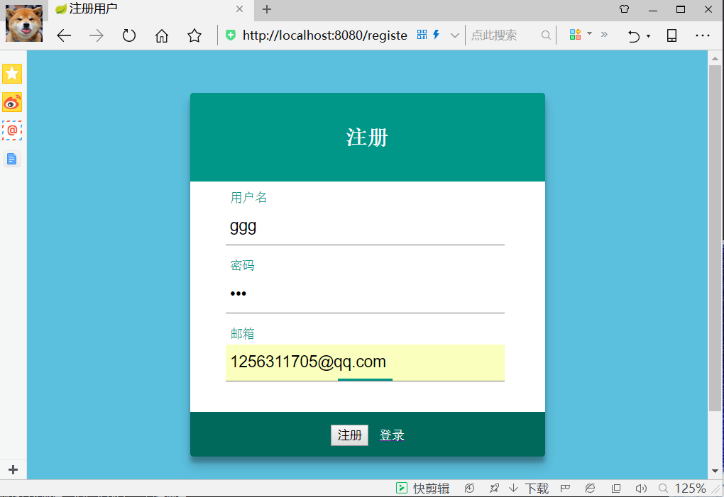 注册用户
http://localhost:8080/registe
点此搜索
注册
用户名
ggg
密码
•••
邮箱
1256311705@qq.com
注册 登录
快剪辑 下载 125%